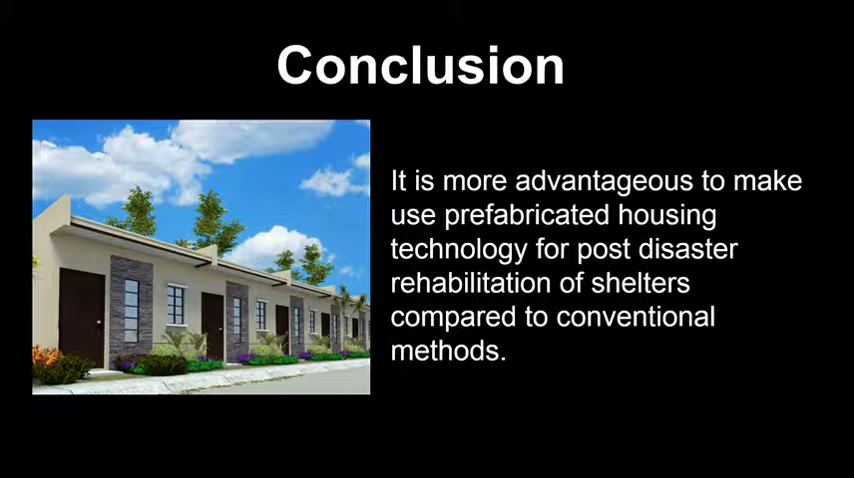 Conclusion
It is more advantageous to make
use prefabricated housing
technology for post disaster
rehabilitation of shelters
compared to conventional
methods.